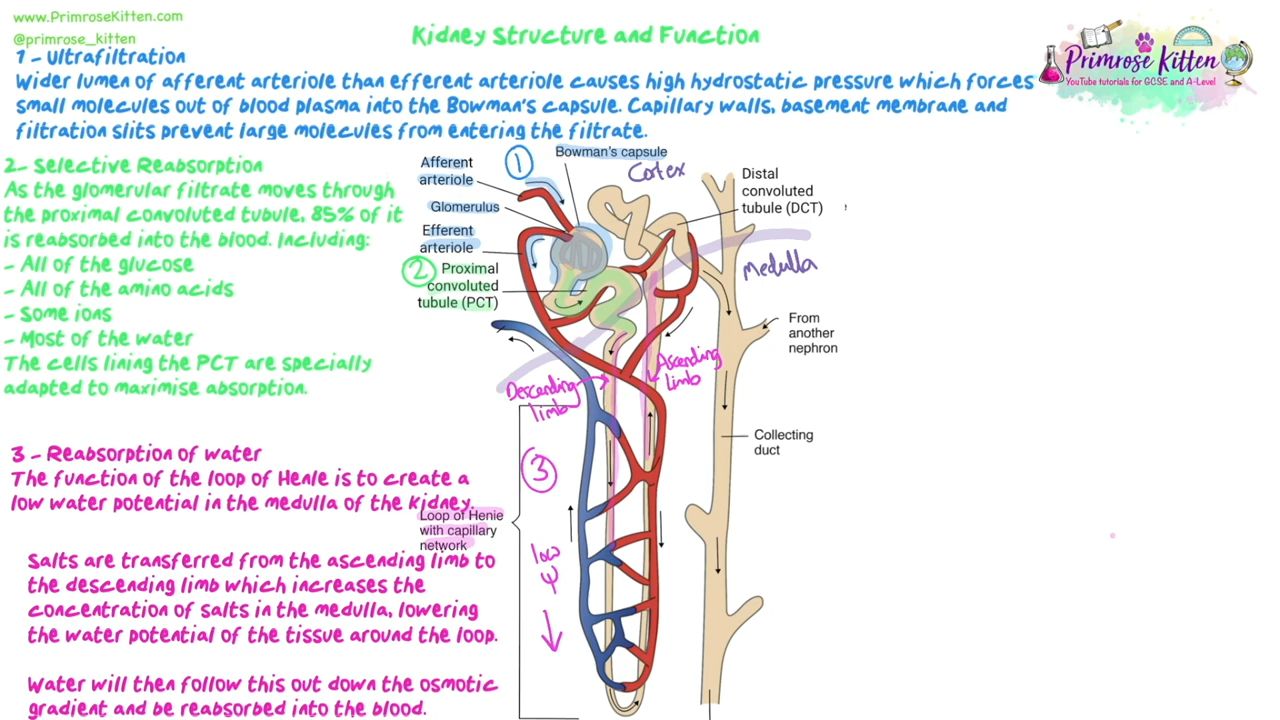 www.PrimroseKitten.com
@primrose_kitten
Kidney Structure and Function
Primrose Kitten
YouTube tutorials for GCSE and A-Level
1 - Ultrafiltration
Wider lumen of afferent arteriole than efferent arteriole causes high hydrostatic pressure which forces
small molecules out of blood plasma into the Bowman's capsule. Capillary walls, basement membrane and
filtration slits prevent large molecules from entering the filtrate.
2- Selective Reabsorption
As the glomerular filtrate moves through
the proximal convoluted tubule, 85% of it
is reabsorbed into the blood. Including:
- All of the glucose
- All of the amino acids
- Some ions
- Most of the water
The cells lining the PCT are specially
adapted to maximise absorption.
3 - Reabsorption of water
The function of the loop of Henle is to create a
low water potential in the medulla of the kidney.
Salts are transferred from the ascending limb to
the descending limb which increases the
concentration of salts in the medulla, lowering
the water potential of the tissue around the loop.
Water will then follow this out down the osmotic
gradient and be reabsorbed into the blood.
1
Bowman's capsule
Cortex
Afferent
arteriole
Glomerulus
Efferent
arteriole
2
Proximal
convoluted
tubule (PCT)
Distal
convoluted
tubule (DCT)
Medulla
From
another
nephron
Descending
limb
Ascending
limb
Collecting
duct
3
Loop of Henle
with capillary
network
low
ψ